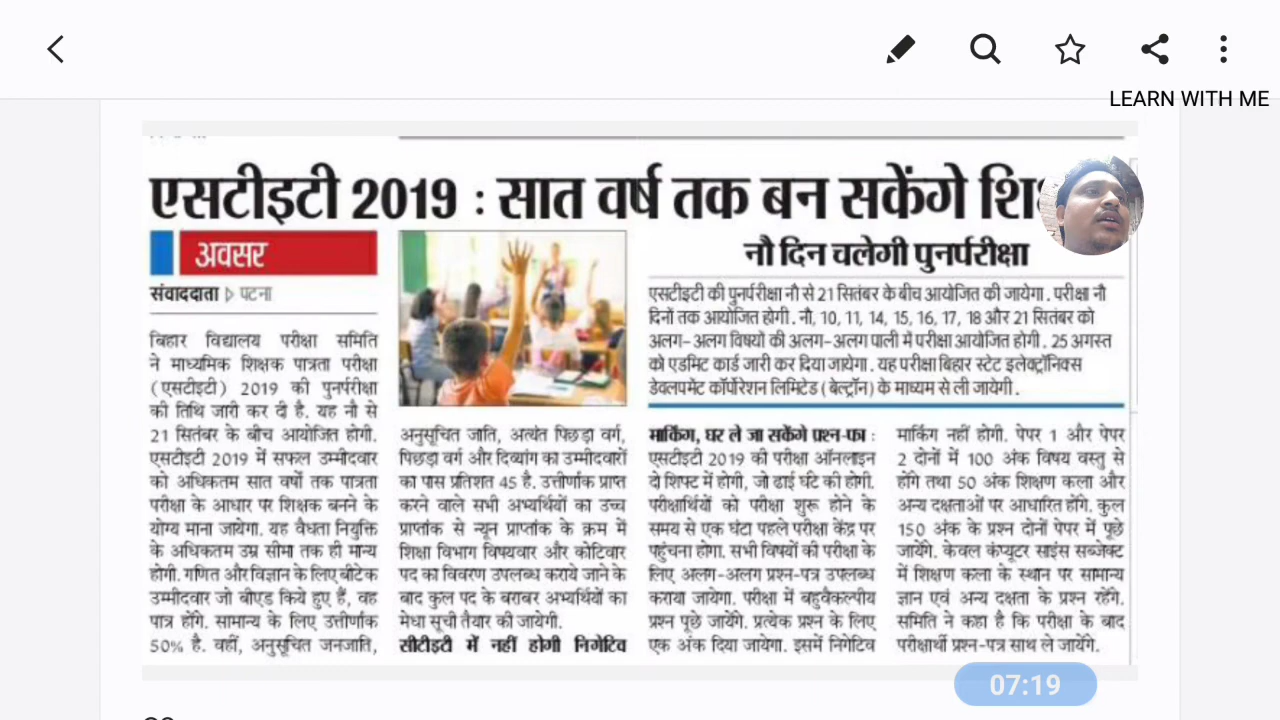 LEARN WITH ME
एसटीइटी 2019 : सात वर्ष तक बन सकेंगे
अवसर
संवाददाता ▷ पटना
बिहार विद्यालय परीक्षा समिति
ने माध्यमिक शिक्षक पात्रता परीक्षा
(एसटीइटी) 2019 की पुनर्परीक्षा
की तिथि जारी कर दी है. यह नौ से
21 सितंबर के बीच आयोजित होगी.
एसटीइटी 2019 में सफल उम्मीदवार
को अधिकतम सात वर्षों तक पात्रता
परीक्षा के आधार पर शिक्षक बनने के
योग्य माना जायेगा. यह वैधता नियुक्ति
के अधिकतम उम्र सीमा तक ही मान्य
होगी. गणित और विज्ञान के लिए बीटेक
उम्मीदवार जो बीएड किये हुए हैं, वह
पात्र होंगे. सामान्य के लिए उत्तीर्णांक
50% है. वहीं, अनुसूचित जनजाति,
अनुसूचित जाति, अत्यंत पिछड़ा वर्ग,
पिछड़ा वर्ग और दिव्यांग का उम्मीदवारों
का पास प्रतिशत 45 है. उत्तीर्णांक प्राप्त
करने वाले सभी अभ्यर्थियों का उच्च
प्राप्तांक से न्यून प्राप्तांक के क्रम में
शिक्षा विभाग विषयवार और कोटिवार
पद का विवरण उपलब्ध कराये जाने के
बाद कुल पद के बराबर अभ्यर्थियों का
मेधा सूची तैयार की जायेगी.
सीटीइटी में नहीं होगी निगेटिव
नौ दिन चलेगी पुनर्परीक्षा
एसटीइटी की पुनर्परीक्षा नौ से 21 सितंबर के बीच आयोजित की जायेगी. परीक्षा नौ
दिनों तक आयोजित होगी. नौ, 10, 11, 14, 15, 16, 17, 18 और 21 सितंबर को
अलग-अलग विषयों की अलग-अलग पाली में परीक्षा आयोजित होगी. 25 अगस्त
को एडमिट कार्ड जारी कर दिया जायेगा. यह परीक्षा बिहार स्टेट इलेक्ट्रॉनिक्स
डेवलपमेंट कॉर्पोरेशन लिमिटेड (बेल्ट्रॉन) के माध्यम से ली जायेगी.
मार्किंग, घर ले जा सकेंगे प्रश्न-पत्र :
एसटीइटी 2019 की परीक्षा ऑनलाइन
दो शिफ्ट में होगी, जो ढाई घंटे की होगी.
परीक्षार्थियों को परीक्षा शुरू होने के
समय से एक घंटा पहले परीक्षा केंद्र पर
पहुंचना होगा. सभी विषयों की परीक्षा के
लिए अलग-अलग प्रश्न-पत्र उपलब्ध
कराया जायेगा. परीक्षा में बहुवैकल्पीय
प्रश्न पूछे जायेंगे. प्रत्येक प्रश्न के लिए
एक अंक दिया जायेगा. इसमें निगेटिव
मार्किंग नहीं होगी. पेपर 1 और पेपर
2 दोनों में 100 अंक विषय वस्तु से
होंगे तथा 50 अंक शिक्षण कला और
अन्य दक्षताओं पर आधारित होंगे. कुल
150 अंक के प्रश्न दोनों पेपर में पूछे
जायेंगे. केवल कंप्यूटर साइंस सब्जेक्ट
में शिक्षण कला के स्थान पर सामान्य
ज्ञान एवं अन्य दक्षता के प्रश्न रहेंगे.
समिति ने कहा है कि परीक्षा के बाद
परीक्षार्थी प्रश्न-पत्र साथ ले जायेंगे.
07:19